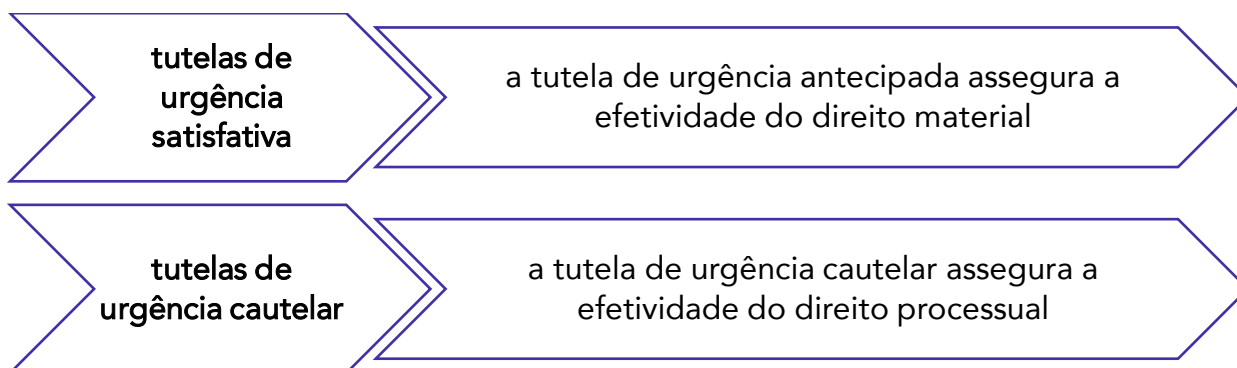 tutelas de
urgência
satisfativa
a tutela de urgência antecipada assegura a
efetividade do direito material
tutelas de
urgência cautelar
a tutela de urgência cautelar assegura a
efetividade do direito processual